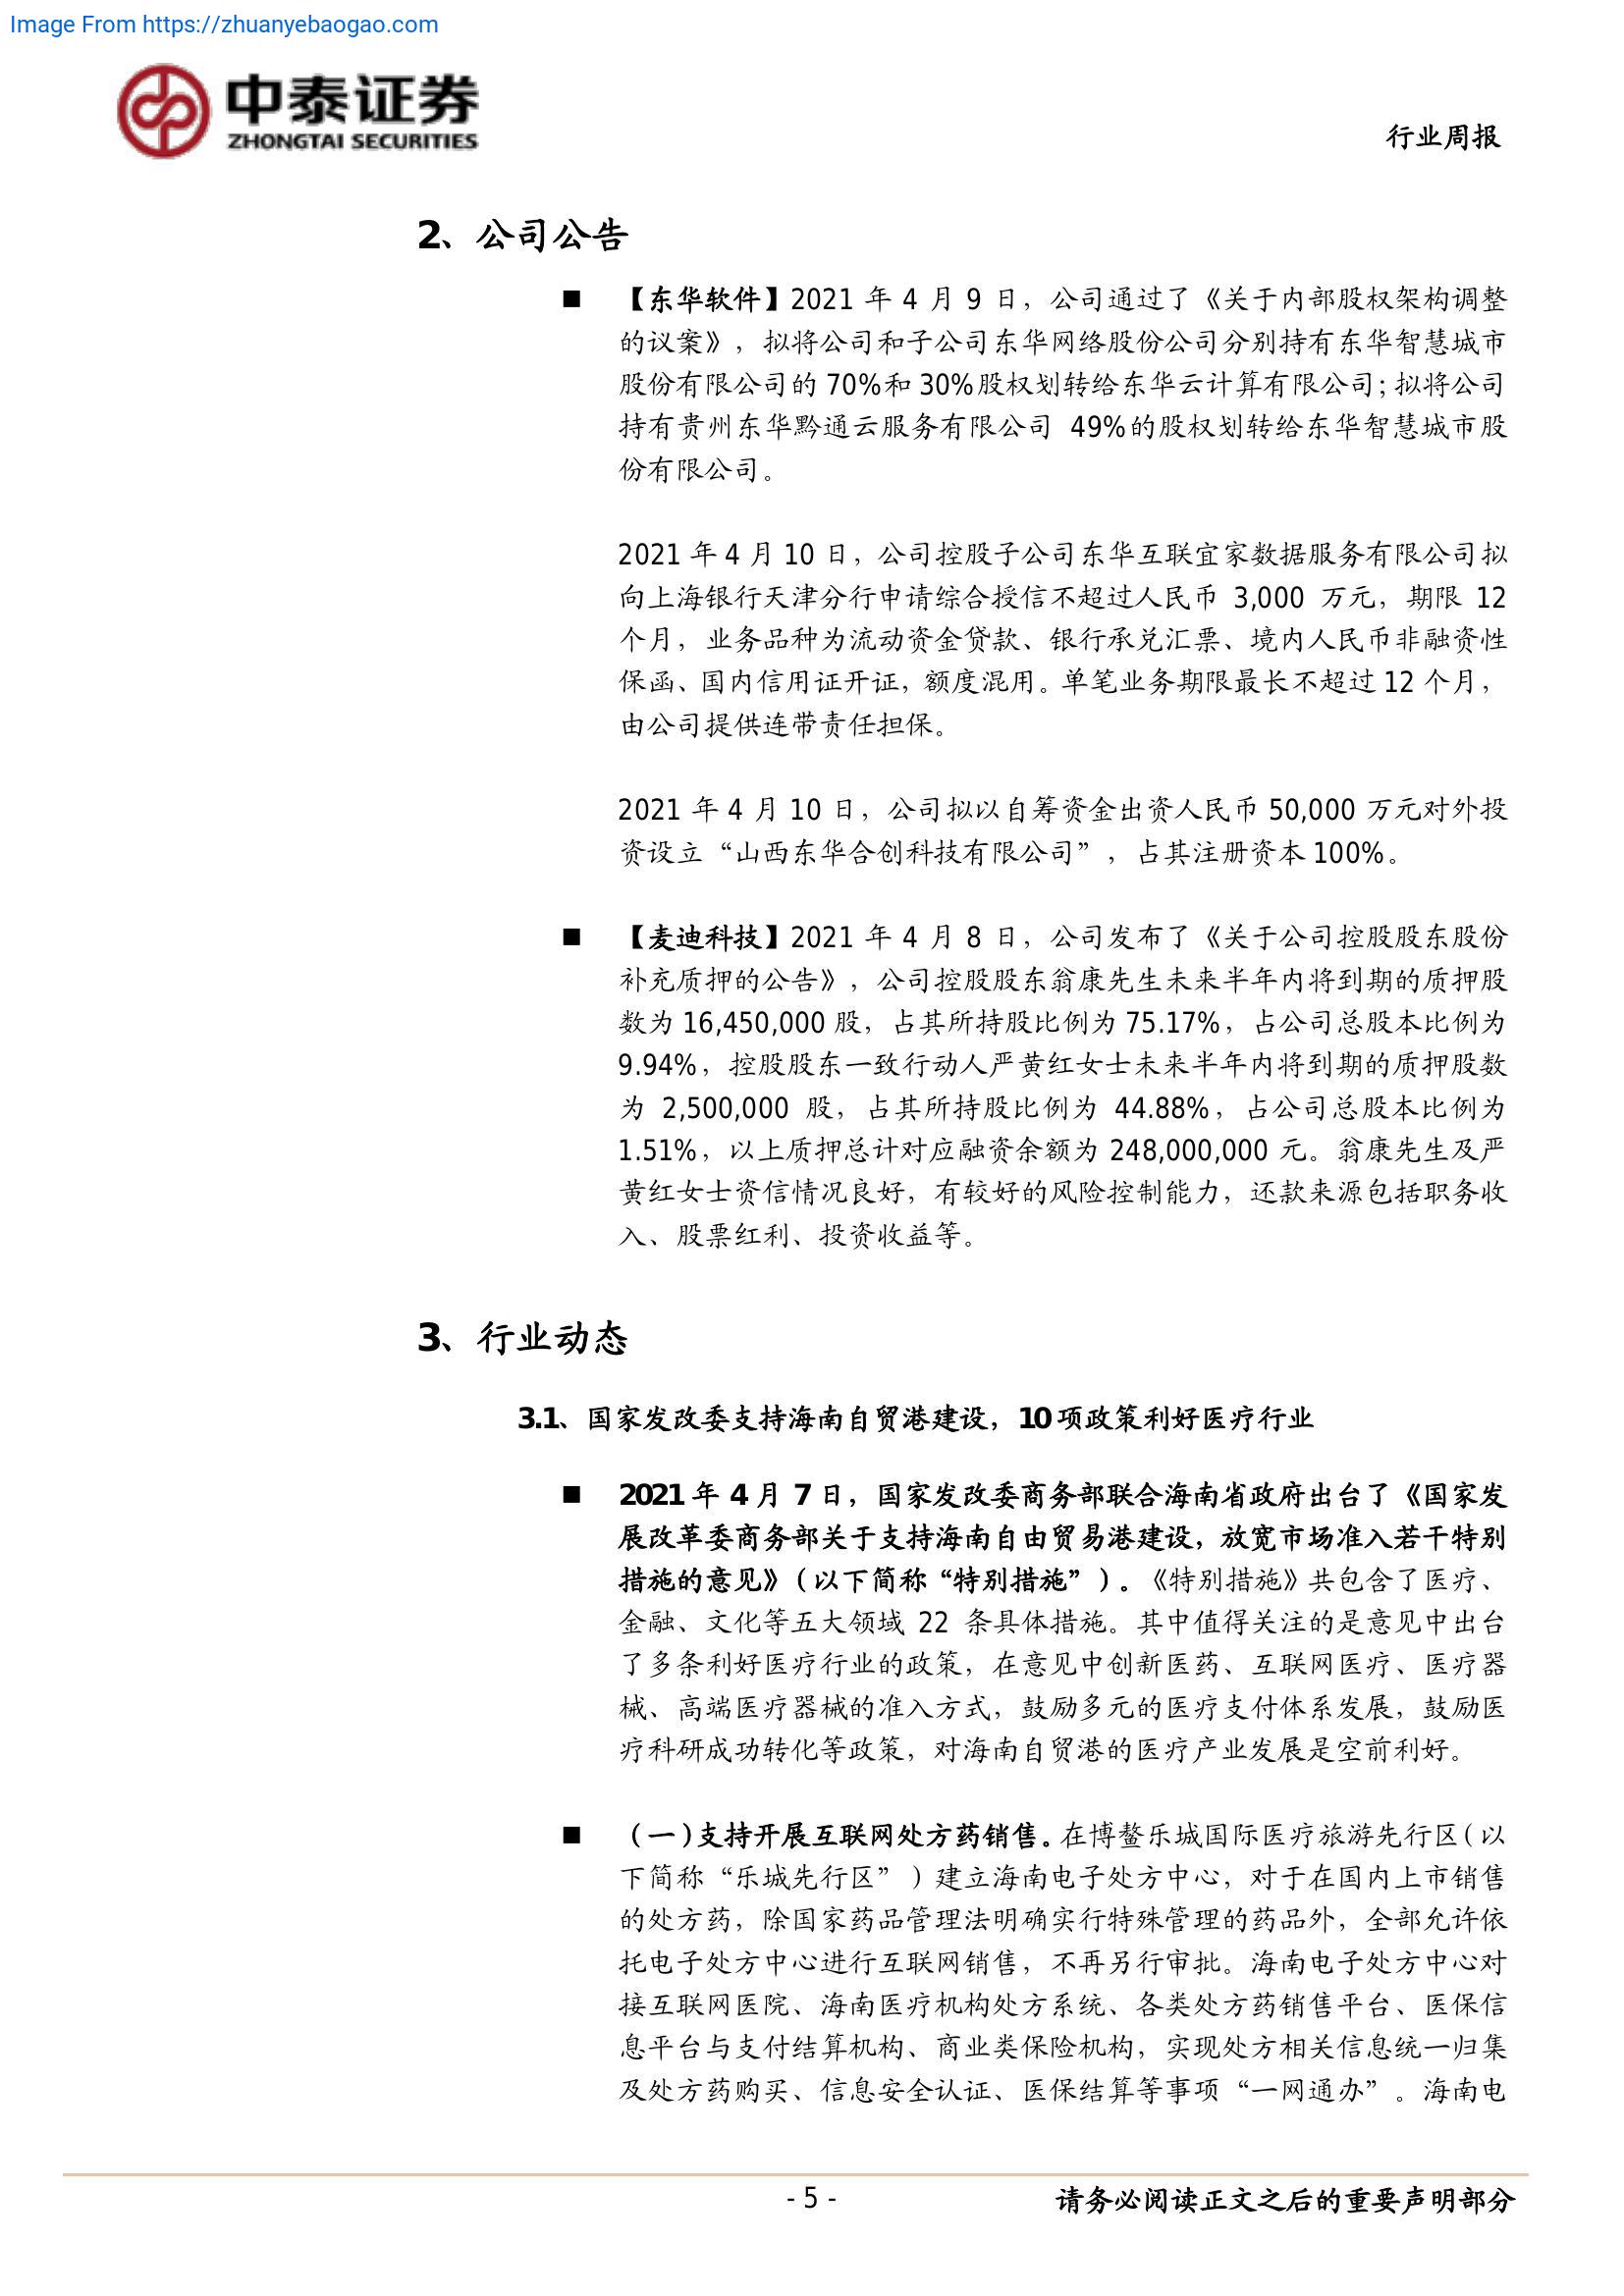 Image From https://zhuanyebaogao.com
中泰证券
ZHONGTAI SECURITIES
行业周报
2、公司公告
■ 【东华软件】2021 年 4 月 9 日，公司通过了《关于内部股权架构调整
的议案》，拟将公司和子公司东华网络股份公司分别持有东华智慧城市
股份有限公司的 70%和 30%股权划转给东华云计算有限公司；拟将公司
持有贵州东华黔通云服务有限公司 49%的股权划转给东华智慧城市股
份有限公司。
2021 年 4 月 10 日，公司控股子公司东华互联宜家数据服务有限公司拟
向上海银行天津分行申请综合授信不超过人民币 3,000 万元，期限 12
个月，业务品种为流动资金贷款、银行承兑汇票、境内人民币非融资性
保函、国内信用证开证，额度混用。单笔业务期限最长不超过 12 个月，
由公司提供连带责任担保。
2021 年 4 月 10 日，公司拟以自筹资金出资人民币 50,000 万元对外投
资设立“山西东华合创科技有限公司”，占其注册资本 100%。
■ 【麦迪科技】2021 年 4 月 8 日，公司发布了《关于公司控股股东股份
补充质押的公告》，公司控股股东翁康先生未来半年内将到期的质押股
数为 16,450,000 股，占其所持股比例为 75.17%，占公司总股本比例为
9.94%，控股股东一致行动人严黄红女士未来半年内将到期的质押股数
为 2,500,000 股，占其所持股比例为 44.88%，占公司总股本比例为
1.51%，以上质押总计对应融资余额为 248,000,000 元。翁康先生及严
黄红女士资信情况良好，有较好的风险控制能力，还款来源包括职务收
入、股票红利、投资收益等。
3、行业动态
3.1、国家发改委支持海南自贸港建设，10 项政策利好医疗行业
■ 2021 年 4 月 7 日，国家发改委商务部联合海南省政府出台了《国家发
展改革委商务部关于支持海南自由贸易港建设，放宽市场准入若干特别
措施的意见》（以下简称“特别措施”）。《特别措施》共包含了医疗、
金融、文化等五大领域 22 条具体措施。其中值得关注的是意见中出台
了多条利好医疗行业的政策，在意见中创新医药、互联网医疗、医疗器
械、高端医疗器械的准入方式，鼓励多元的医疗支付体系发展，鼓励医
疗科研成功转化等政策，对海南自贸港的医疗产业发展是空前利好。
■ （一）支持开展互联网处方药销售。在博鳌乐城国际医疗旅游先行区（以
下简称“乐城先行区”）建立海南电子处方中心，对于在国内上市销售
的处方药，除国家药品管理法明确实行特殊管理的药品外，全部允许依
托电子处方中心进行互联网销售，不再另行审批。海南电子处方中心对
接互联网医院、海南医疗机构处方系统、各类处方药销售平台、医保信
息平台与支付结算机构、商业类保险机构，实现处方相关信息统一归集
及处方药购买、信息安全认证、医保结算等事项“一网通办”。海南电
- 5 -
请务必阅读正文之后的重要声明部分